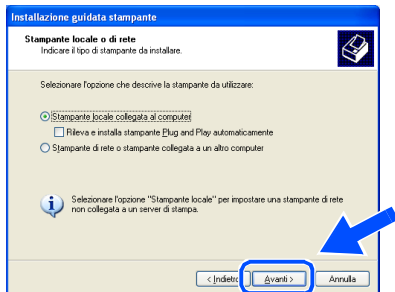 Installazione guidata stampante
Stampante locale o di rete
Indicare il tipo di stampante da installare.
Selezionare l'opzione che descrive la stampante da utilizzare:
Stampante locale collegata al computer
Rileva e installa stampante Plug and Play automaticamente
Stampante di rete o stampante collegata a un altro computer
Selezionare l'opzione "Stampante locale" per impostare una stampante di rete
non collegata a un server di stampa.
< Indietro
Avanti >
Annulla